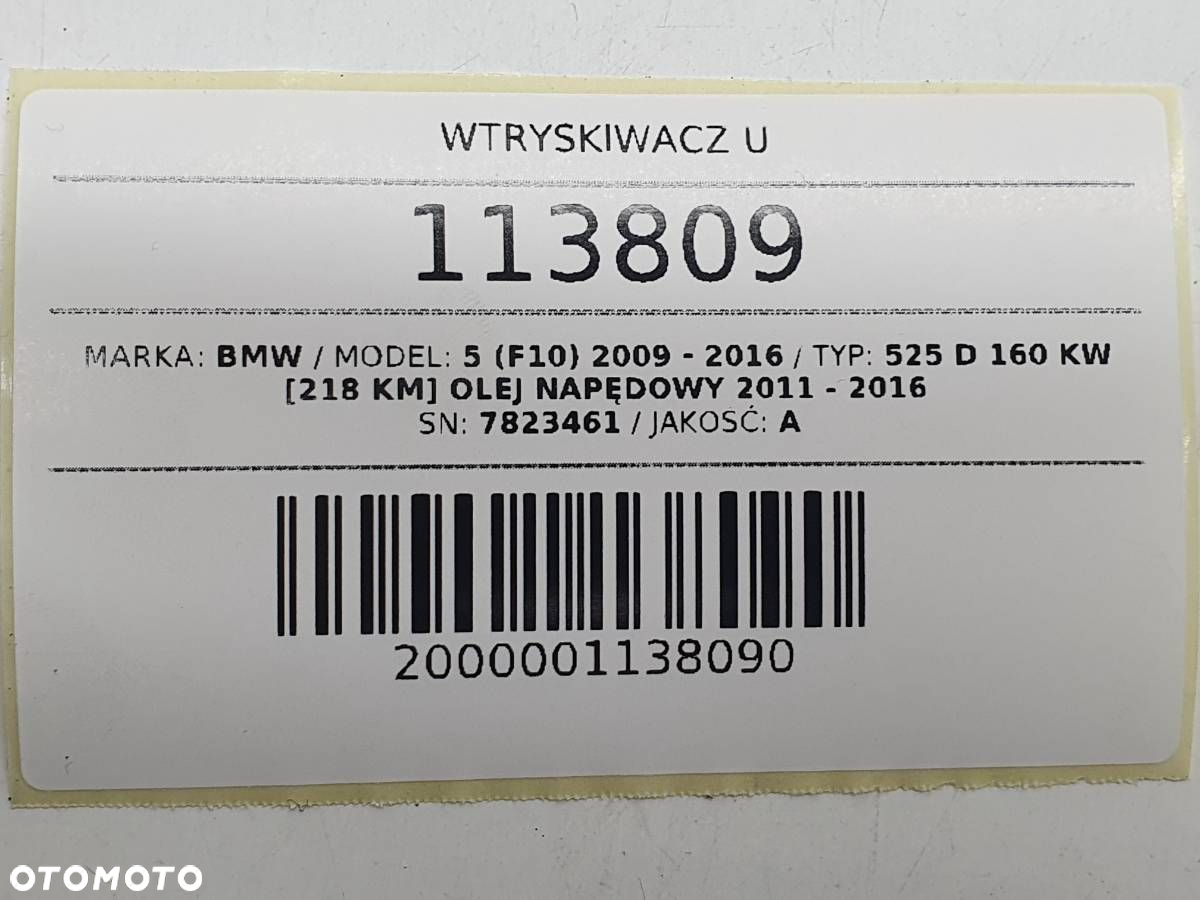 WTRYSKIWACZ U
113809
MARKA: BMW / MODEL: 5 (F10) 2009 - 2016 / TYP: 525 D 160 KW
[218 KM] OLEJ NAPĘDOWY 2011 - 2016
SN: 7823461 / JAKOŚĆ: A
2000001138090
OTOMOTO